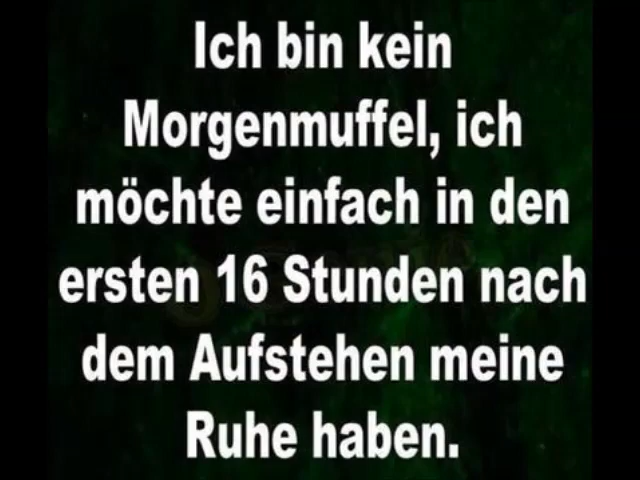 Ich bin kein
Morgenmuffel, ich
möchte einfach in den
ersten 16 Stunden nach
dem Aufstehen meine
Ruhe haben.